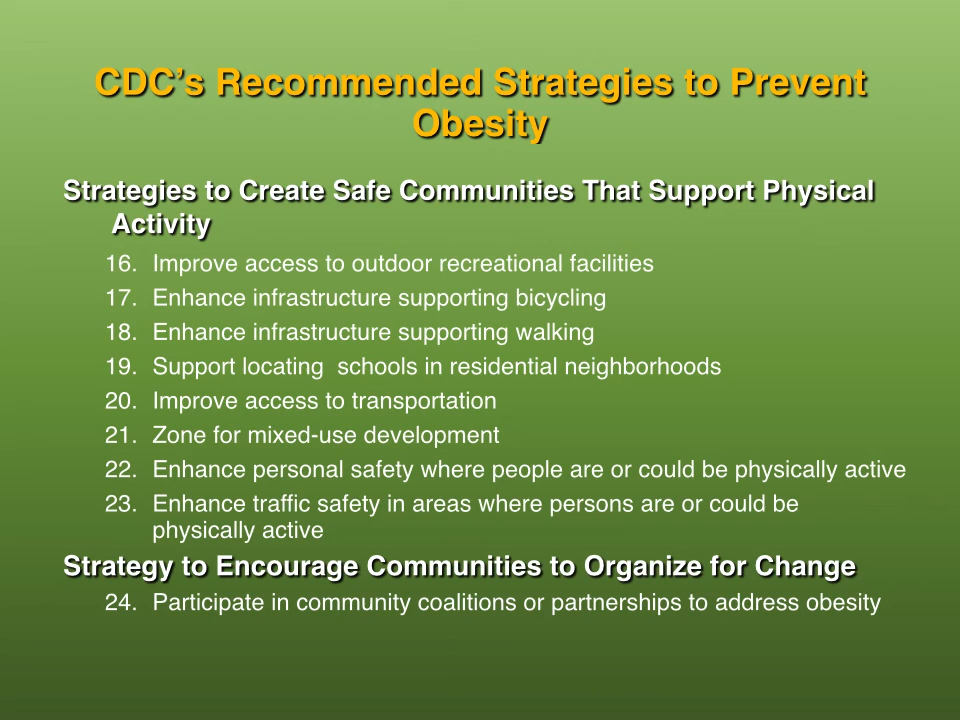 CDC’s Recommended Strategies to Prevent
Obesity
Strategies to Create Safe Communities That Support Physical
Activity
16. Improve access to outdoor recreational facilities
17. Enhance infrastructure supporting bicycling
18. Enhance infrastructure supporting walking
19. Support locating  schools in residential neighborhoods
20. Improve access to transportation
21. Zone for mixed-use development
22. Enhance personal safety where people are or could be physically active
23. Enhance traffic safety in areas where persons are or could be
physically active
Strategy to Encourage Communities to Organize for Change
24. Participate in community coalitions or partnerships to address obesity